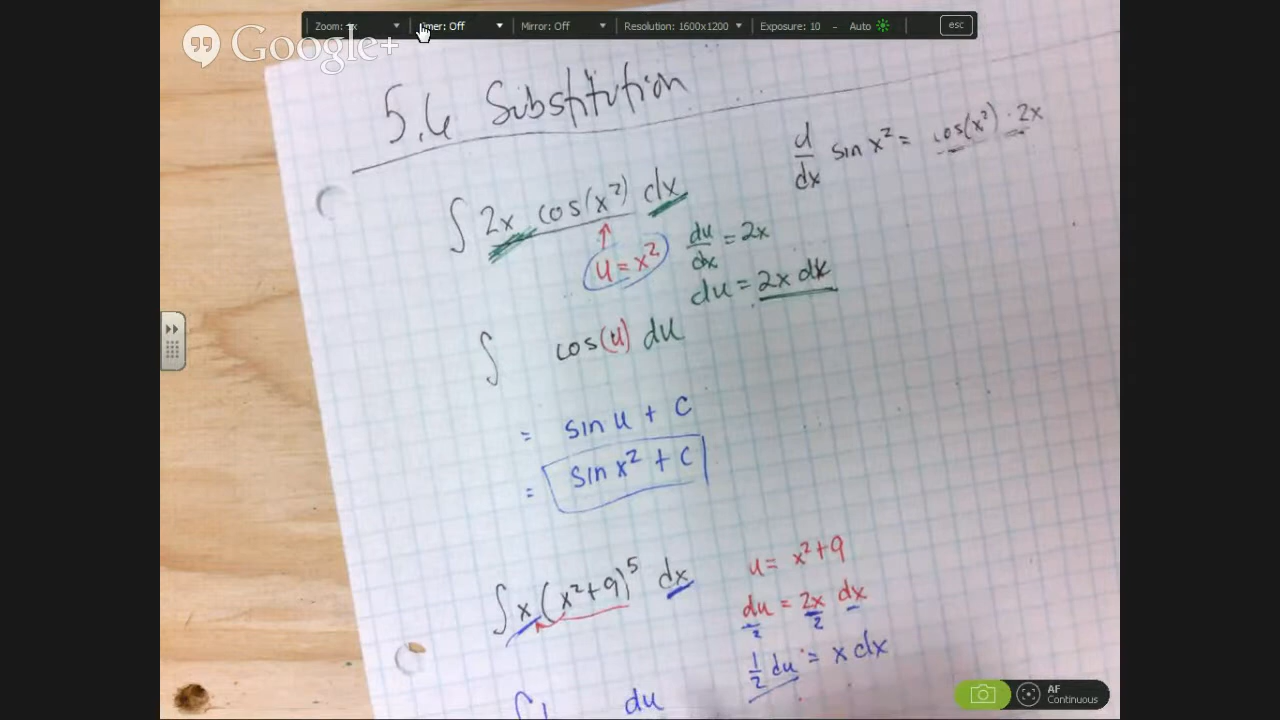 Zoom: 1x
Timer: Off
Mirror: Off
Resolution: 1600x1200
Exposure: 10 - Auto
esc
Google+
5.6 Substitution
d/dx sin x² = cos(x²) · 2x
∫ 2x cos(x²) dx
u = x²
du/dx = 2x
du = 2x dx
∫ cos(u) du
= sin u + C
= sin x² + C
∫ x (x²+9)⁵ dx
u = x²+9
du/2 = 2x/2 dx
½ du = x dx
∫ du
AF
Continuous